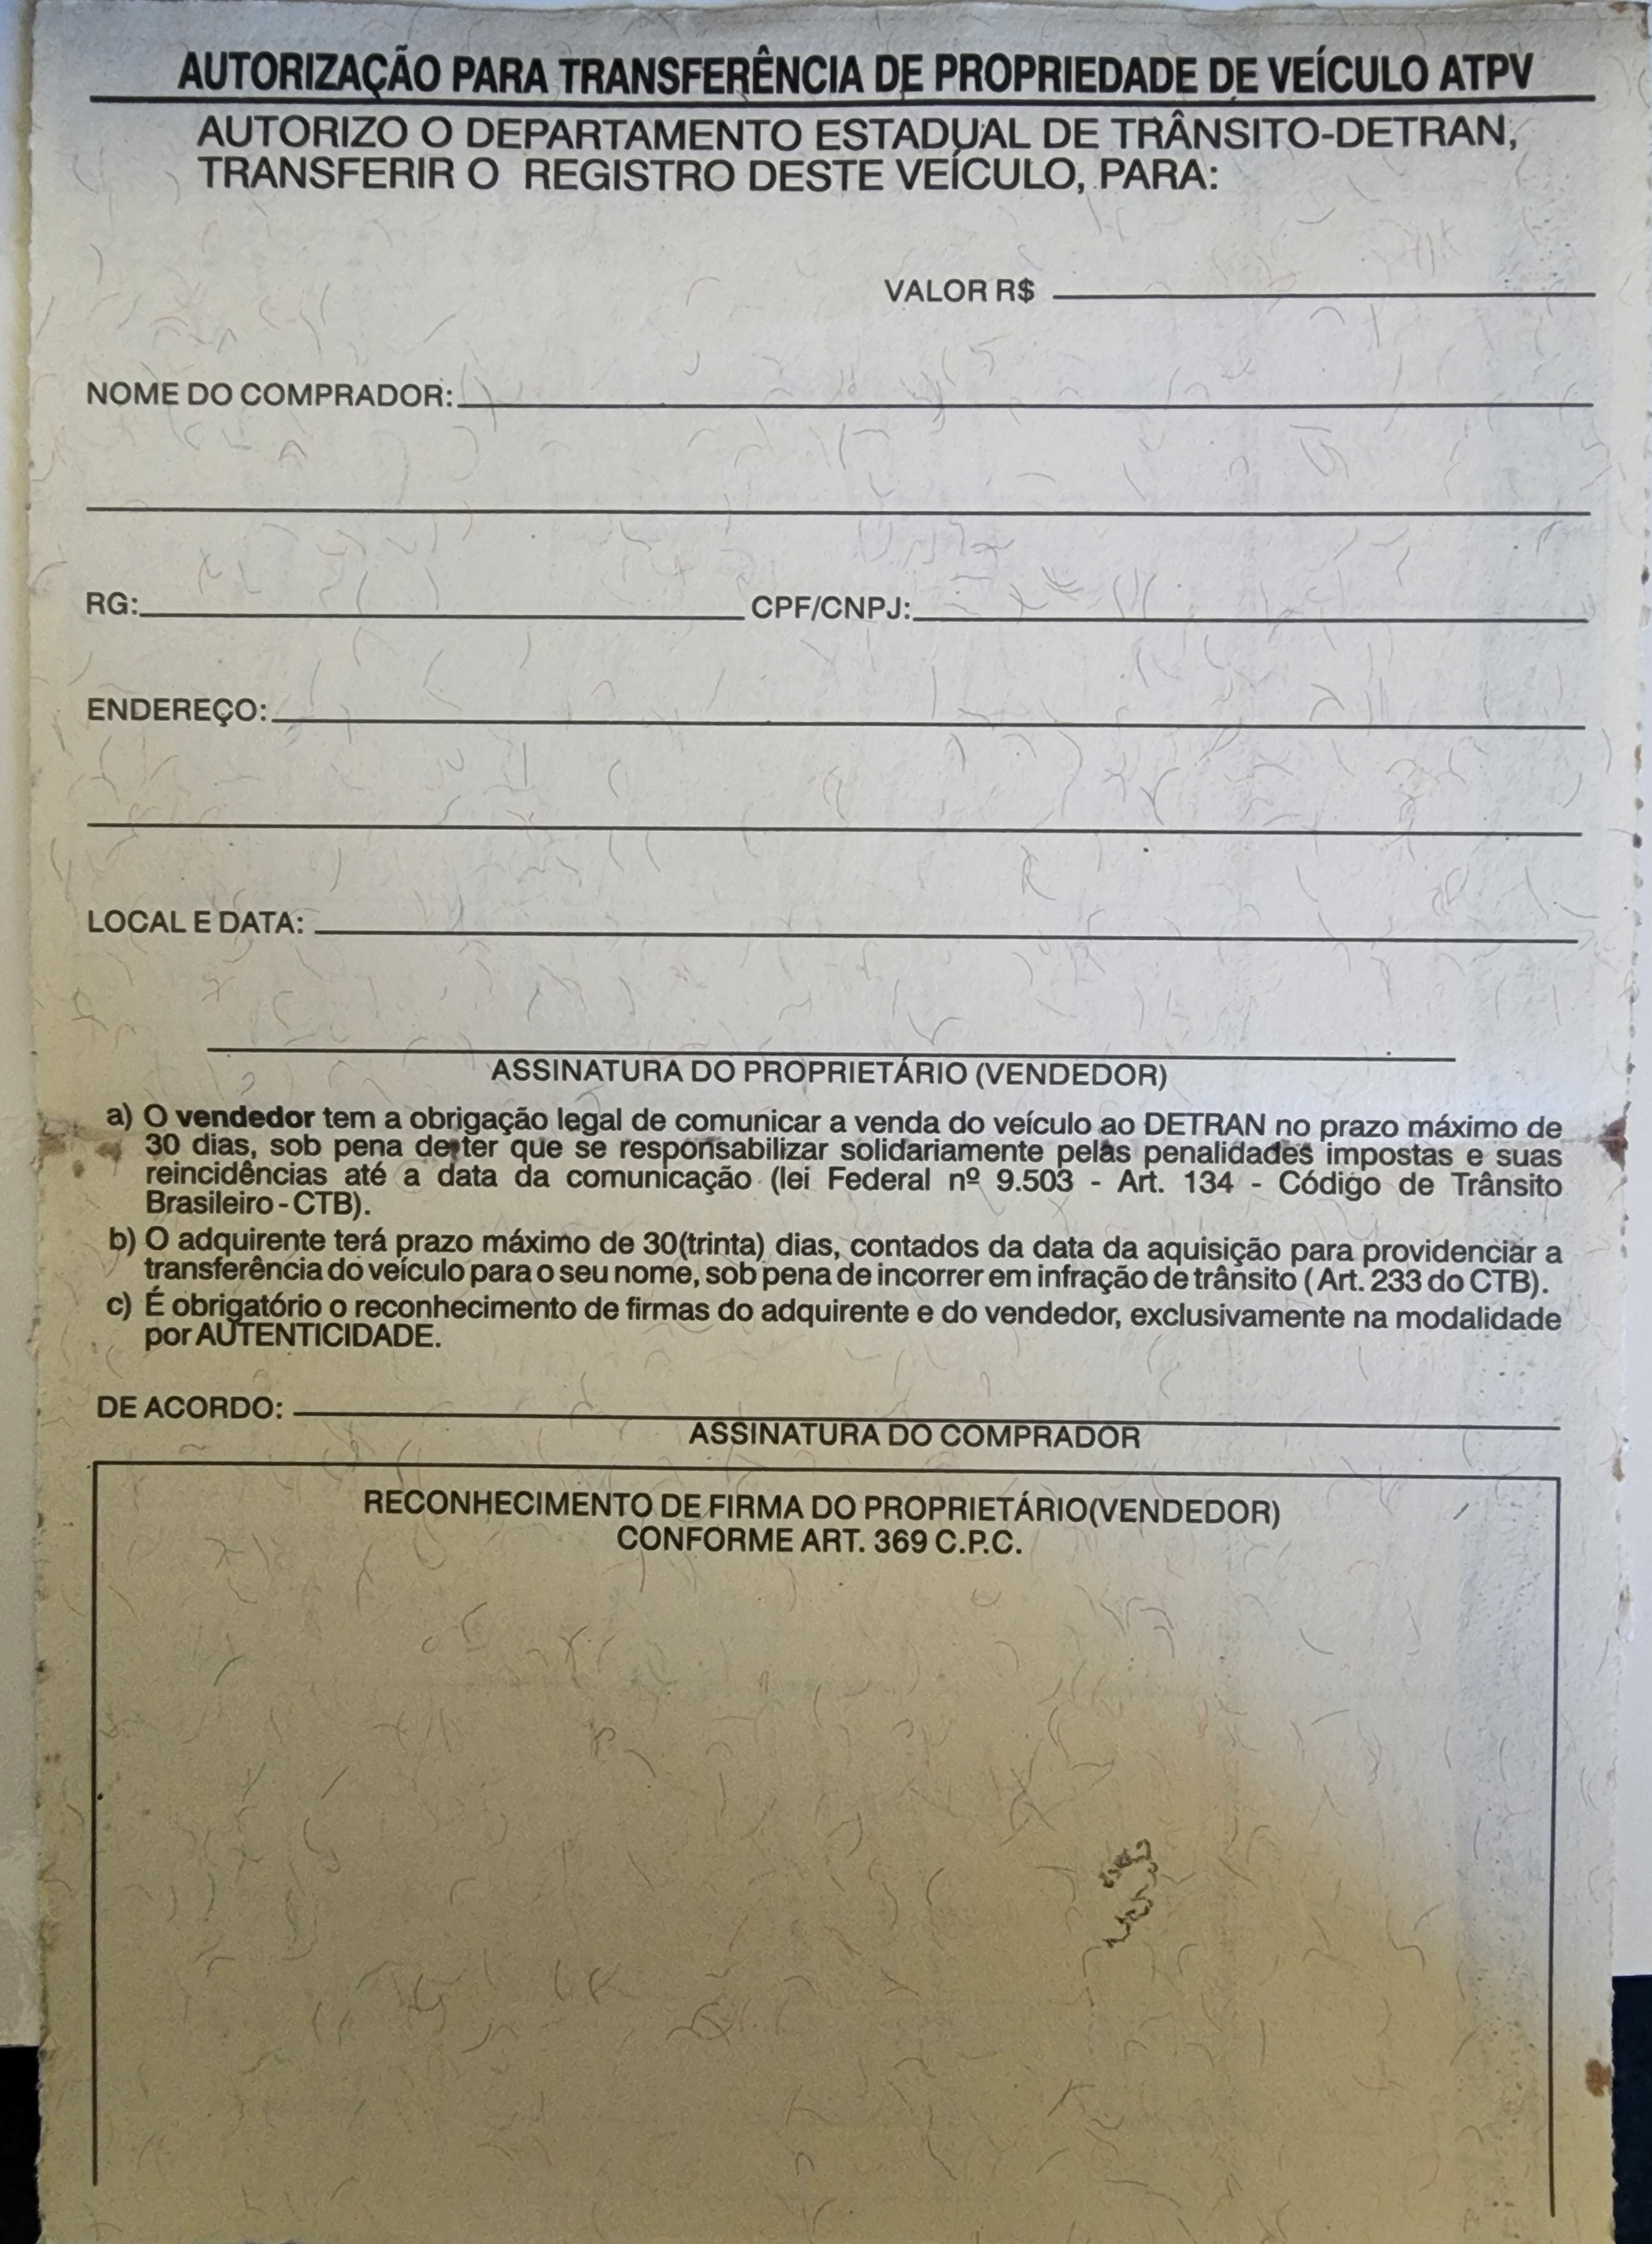 AUTORIZAÇÃO PARA TRANSFERÊNCIA DE PROPRIEDADE DE VEÍCULO ATPV
AUTORIZO O DEPARTAMENTO ESTADUAL DE TRÂNSITO-DETRAN,
TRANSFERIR O REGISTRO DESTE VEÍCULO, PARA:
VALOR R$
NOME DO COMPRADOR:
RG: CPF/CNPJ:
ENDEREÇO:
LOCAL E DATA:
ASSINATURA DO PROPRIETÁRIO (VENDEDOR)
a) O vendedor tem a obrigação legal de comunicar a venda do veículo ao DETRAN no prazo máximo de
30 dias, sob pena de ter que se responsabilizar solidariamente pelas penalidades impostas e suas
reincidências até a data da comunicação (lei Federal nº 9.503 - Art. 134 - Código de Trânsito
Brasileiro - CTB).
b) O adquirente terá prazo máximo de 30(trinta) dias, contados da data da aquisição para providenciar a
transferência do veículo para o seu nome, sob pena de incorrer em infração de trânsito ( Art. 233 do CTB).
c) É obrigatório o reconhecimento de firmas do adquirente e do vendedor, exclusivamente na modalidade
por AUTENTICIDADE.
DE ACORDO:
ASSINATURA DO COMPRADOR
RECONHECIMENTO DE FIRMA DO PROPRIETÁRIO(VENDEDOR)
CONFORME ART. 369 C.P.C.